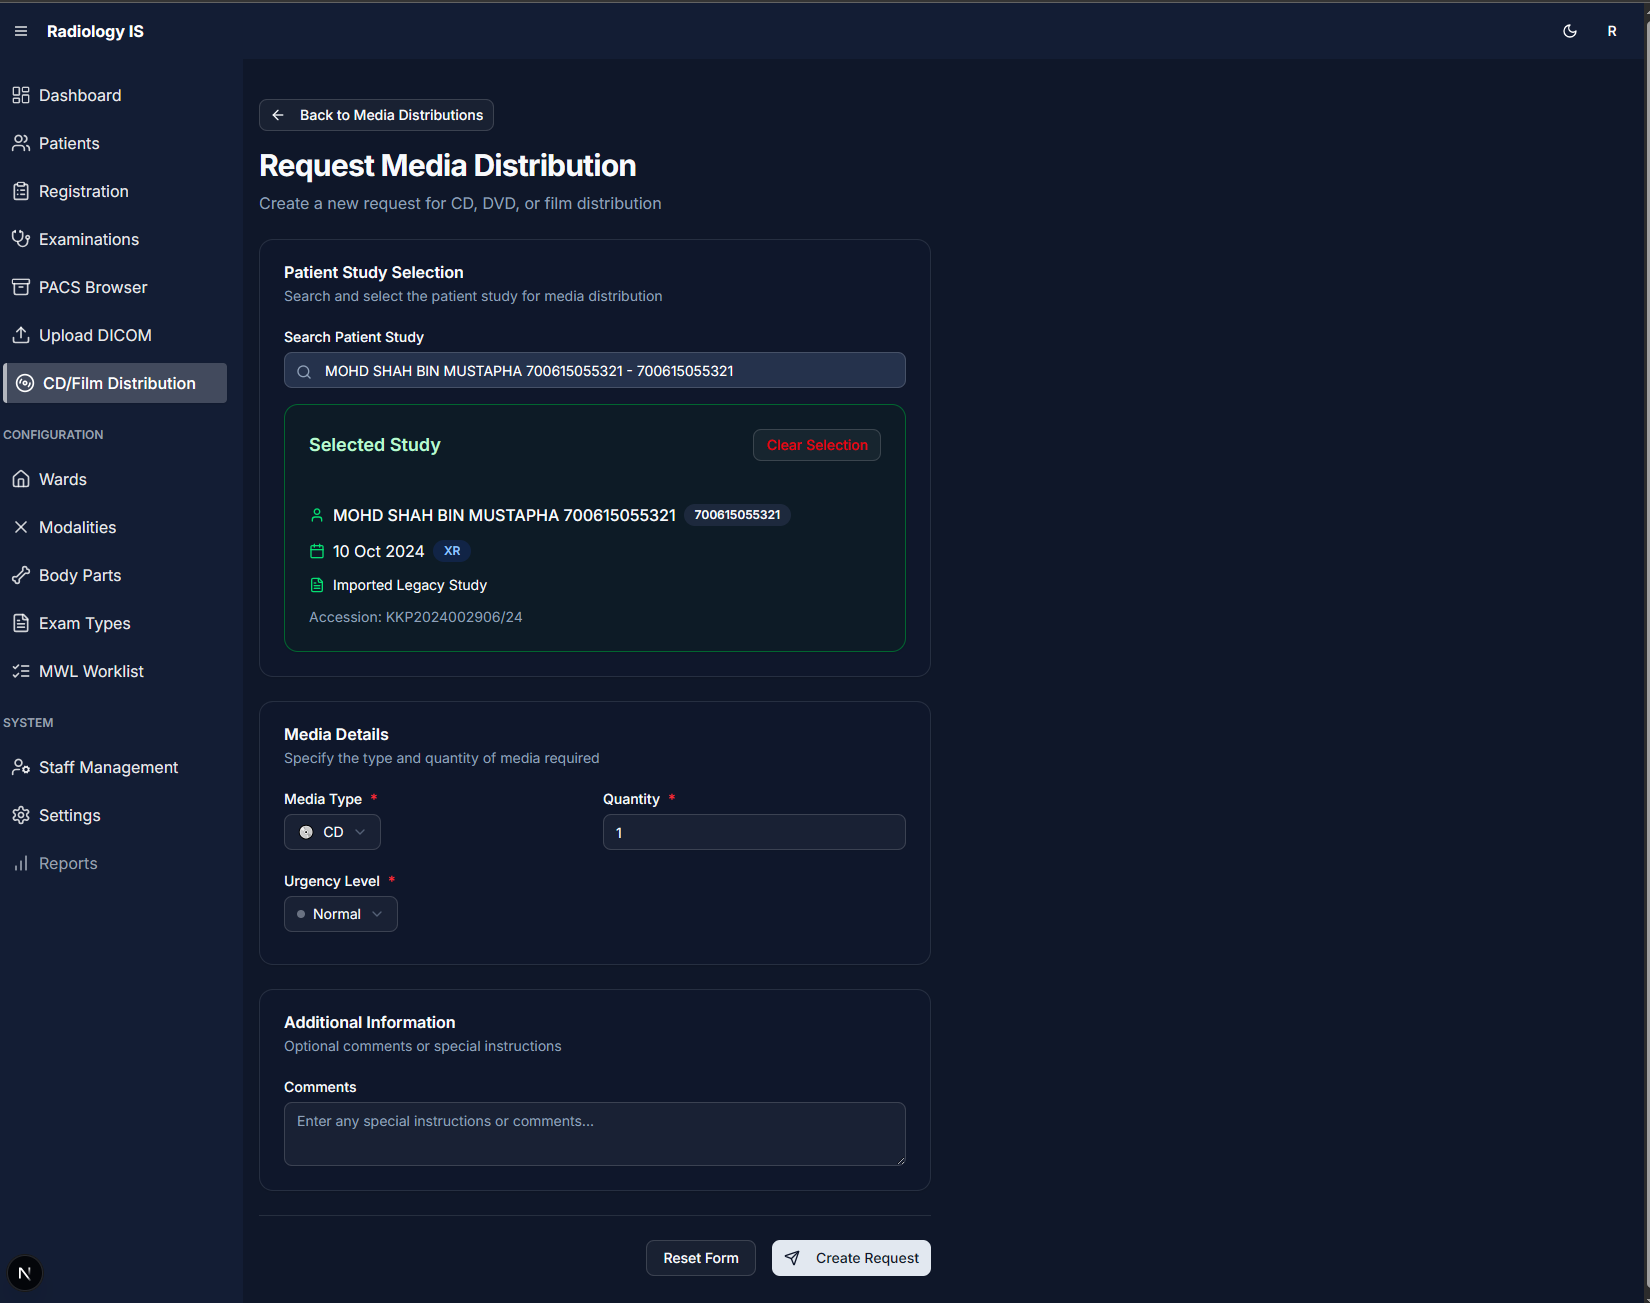 Radiology IS
R
Dashboard
Patients
Registration
Examinations
PACS Browser
Upload DICOM
CD/Film Distribution
CONFIGURATION
Wards
Modalities
Body Parts
Exam Types
MWL Worklist
SYSTEM
Staff Management
Settings
Reports
N
Back to Media Distributions
Request Media Distribution
Create a new request for CD, DVD, or film distribution
Patient Study Selection
Search and select the patient study for media distribution
Search Patient Study
MOHD SHAH BIN MUSTAPHA 700615055321 - 700615055321
Selected Study
Clear Selection
MOHD SHAH BIN MUSTAPHA 700615055321 700615055321
10 Oct 2024 XR
Imported Legacy Study
Accession: KKP2024002906/24
Media Details
Specify the type and quantity of media required
Media Type * Quantity *
CD 1
Urgency Level *
Normal
Additional Information
Optional comments or special instructions
Comments
Enter any special instructions or comments...
Reset Form Create Request